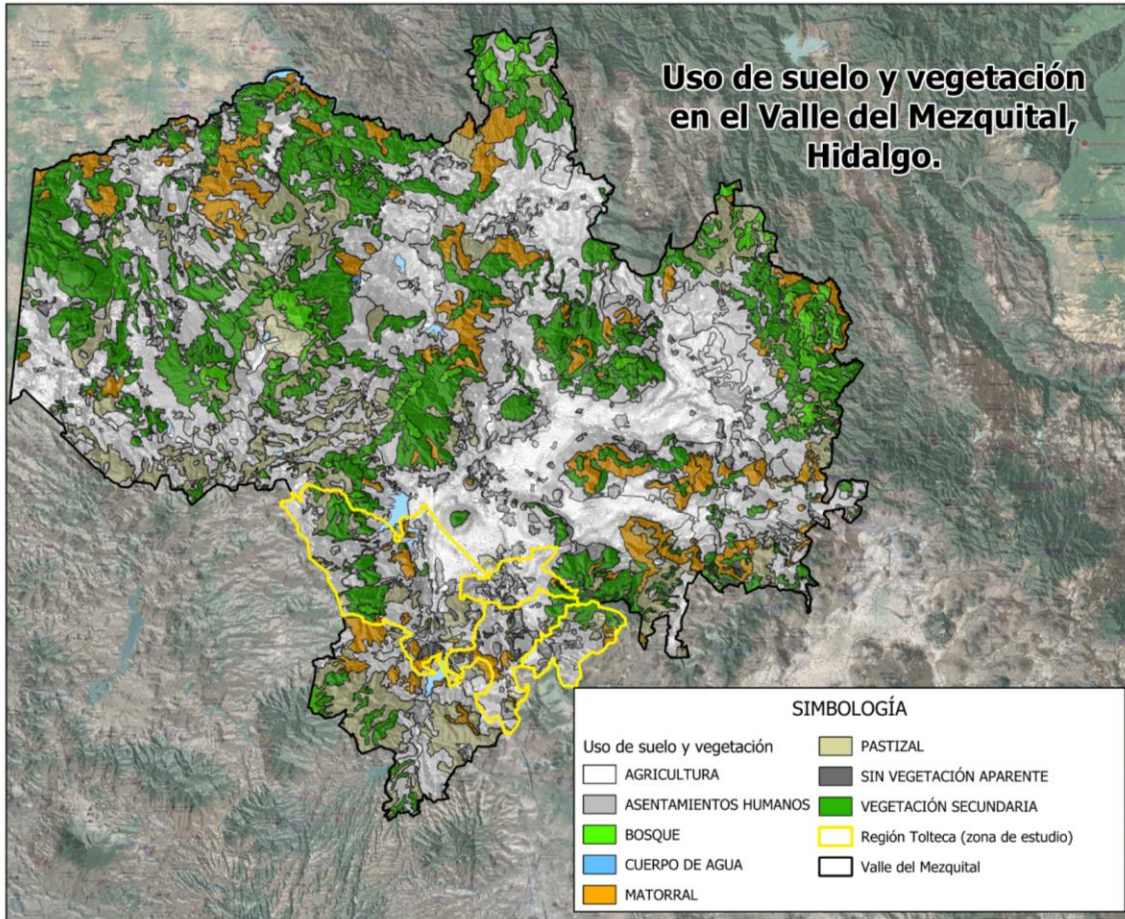 Uso de suelo y vegetación
en el Valle del Mezquital,
Hidalgo.
SIMBOLOGÍA
Uso de suelo y vegetación
AGRICULTURA
ASENTAMIENTOS HUMANOS
BOSQUE
CUERPO DE AGUA
MATORRAL
PASTIZAL
SIN VEGETACIÓN APARENTE
VEGETACIÓN SECUNDARIA
Región Tolteca (zona de estudio)
Valle del Mezquital